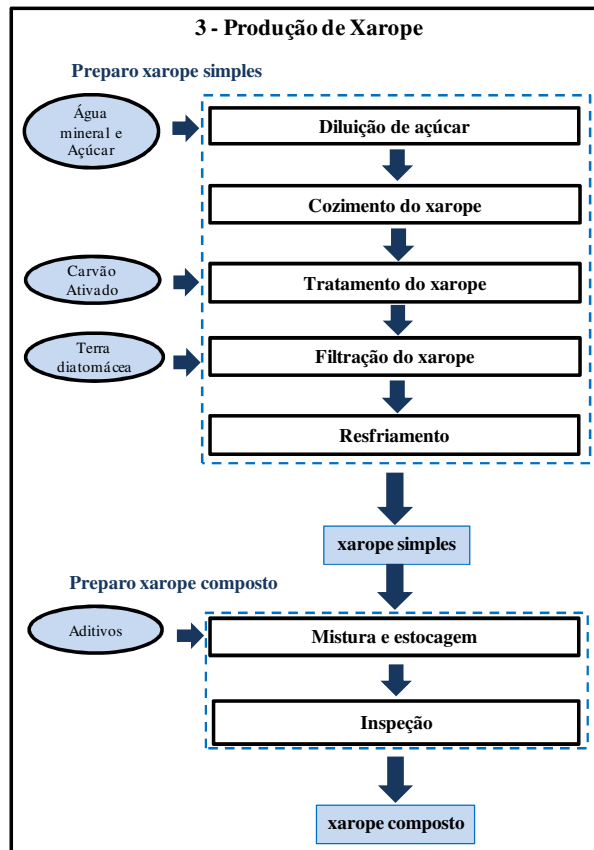 3 - Produção de Xarope
Preparo xarope simples
Água
mineral e
Açúcar
Diluição de açúcar
Cozimento do xarope
Carvão
Ativado
Tratamento do xarope
Terra
diatomácea
Filtração do xarope
Resfriamento
xarope simples
Preparo xarope composto
Aditivos
Mistura e estocagem
Inspeção
xarope composto